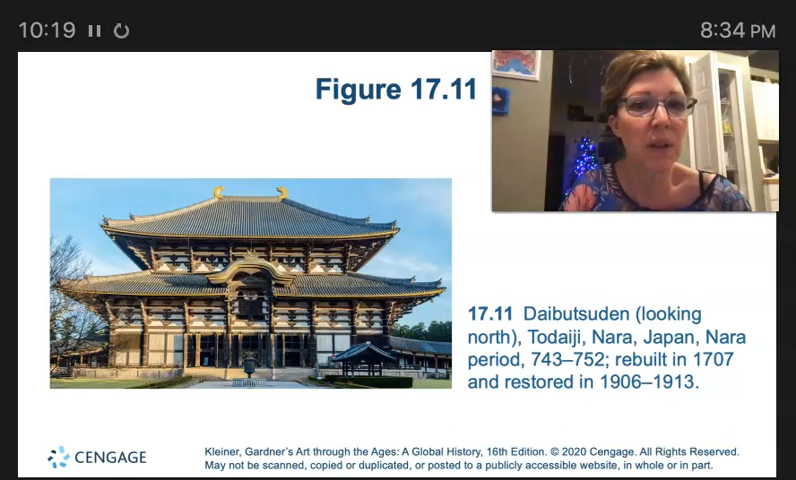 10:19
8:34 PM
Figure 17.11
17.11 Daibutsuden (looking
north), Todaiji, Nara, Japan, Nara
period, 743–752; rebuilt in 1707
and restored in 1906–1913.
CENGAGE
Kleiner, Gardner's Art through the Ages: A Global History, 16th Edition. © 2020 Cengage. All Rights Reserved.
May not be scanned, copied or duplicated, or posted to a publicly accessible website, in whole or in part.